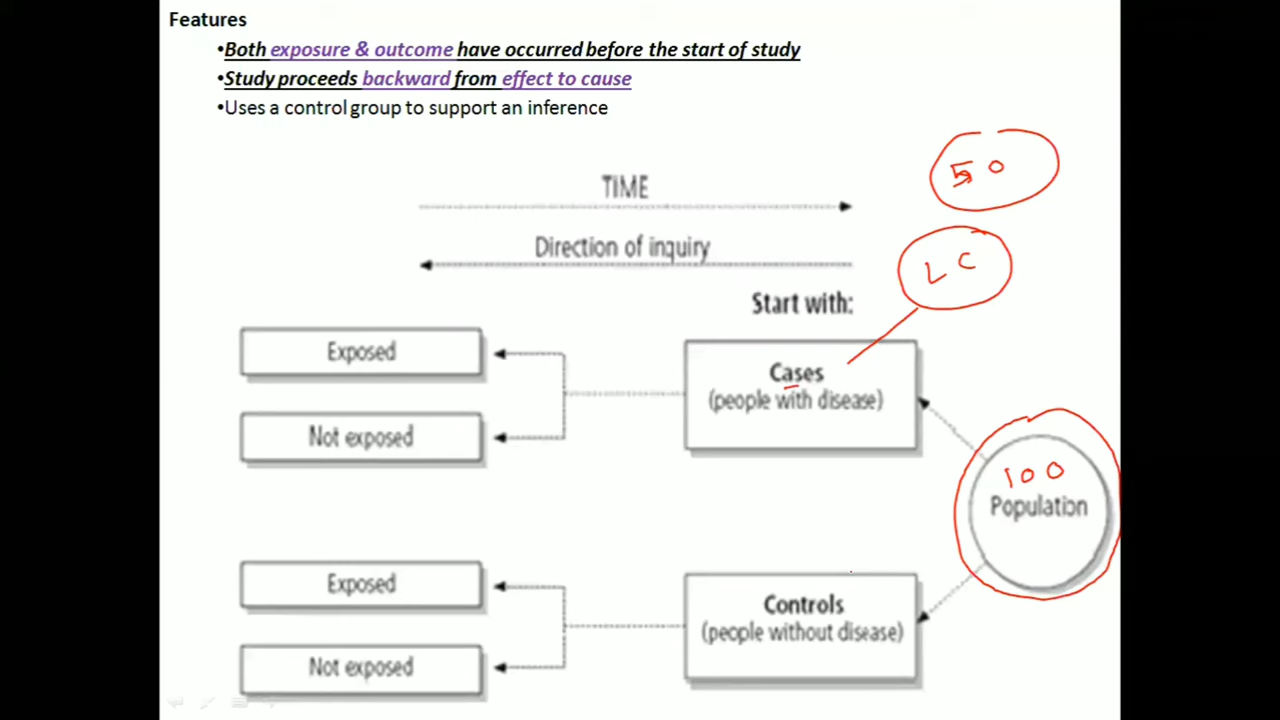 Features
•Both exposure & outcome have occurred before the start of study
•Study proceeds backward from effect to cause
•Uses a control group to support an inference
50
TIME
Direction of inquiry
LC
Start with:
Exposed
Cases
(people with disease)
Not exposed
100
Population
Exposed
Controls
(people without disease)
Not exposed